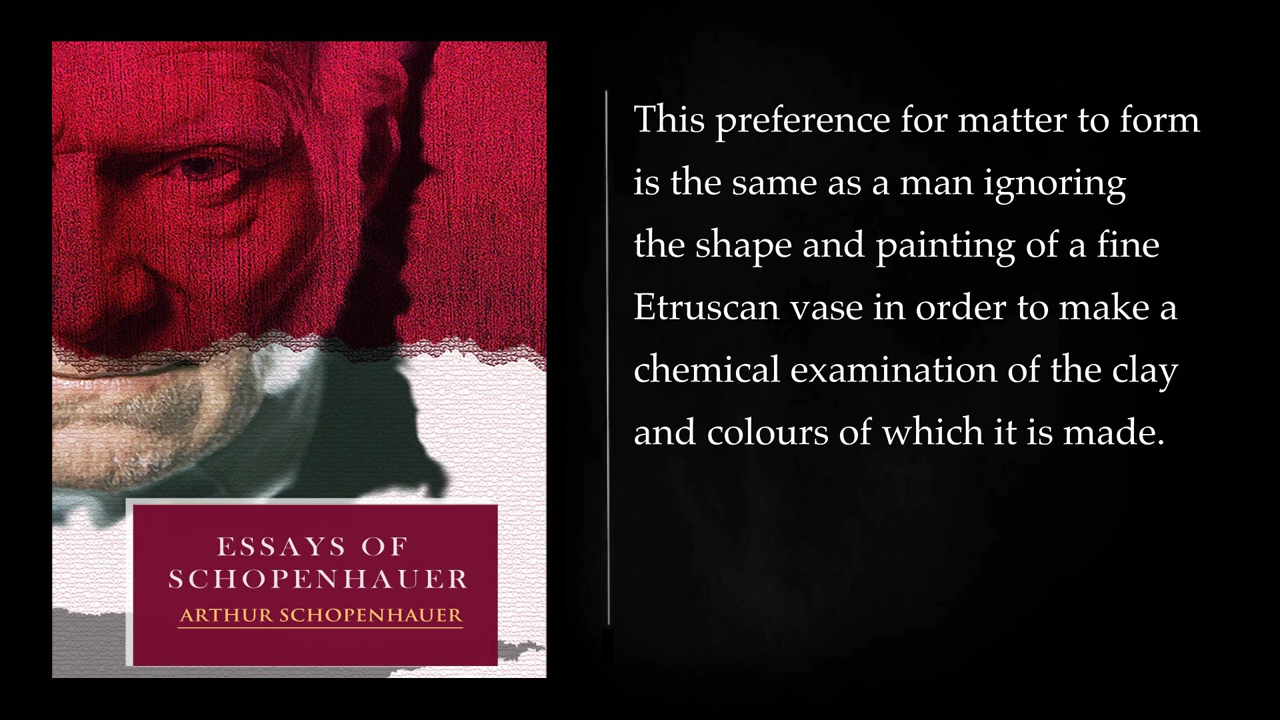 ESSAYS OF
SCHOPENHAUER
ARTHUR SCHOPENHAUER
This preference for matter to form
is the same as a man ignoring
the shape and painting of a fine
Etruscan vase in order to make a
chemical examination of the clay
and colours of which it is made.